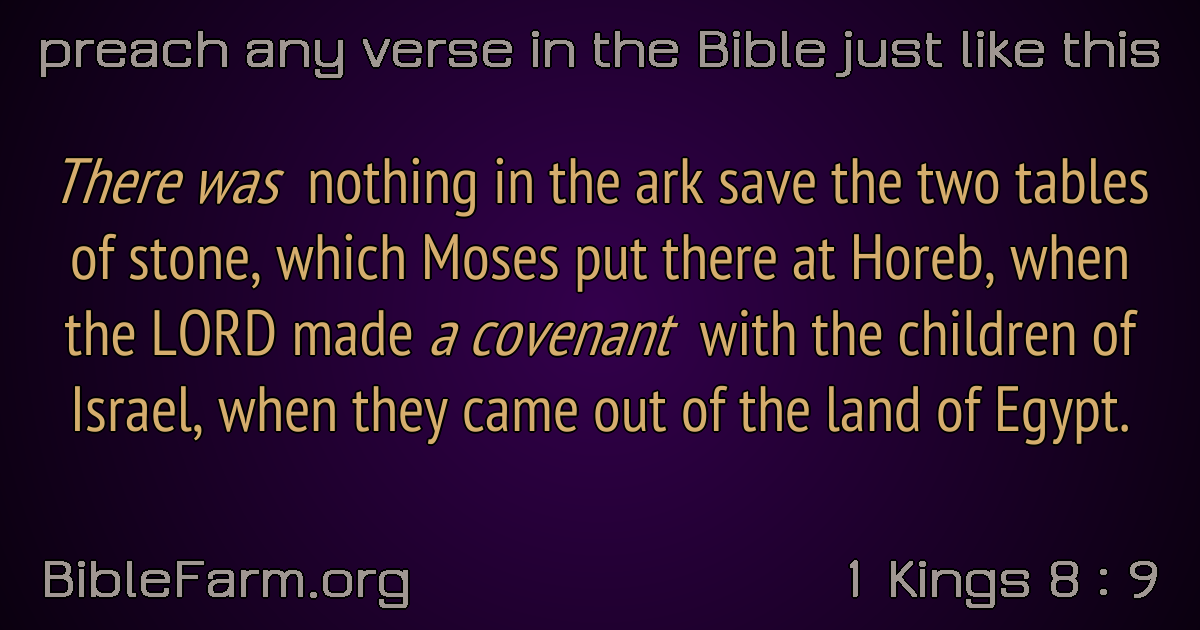 preach any verse in the Bible just like this
There was nothing in the ark save the two tables
of stone, which Moses put there at Horeb, when
the LORD made a covenant with the children of
Israel, when they came out of the land of Egypt.
BibleFarm.org
1 Kings 8 : 9